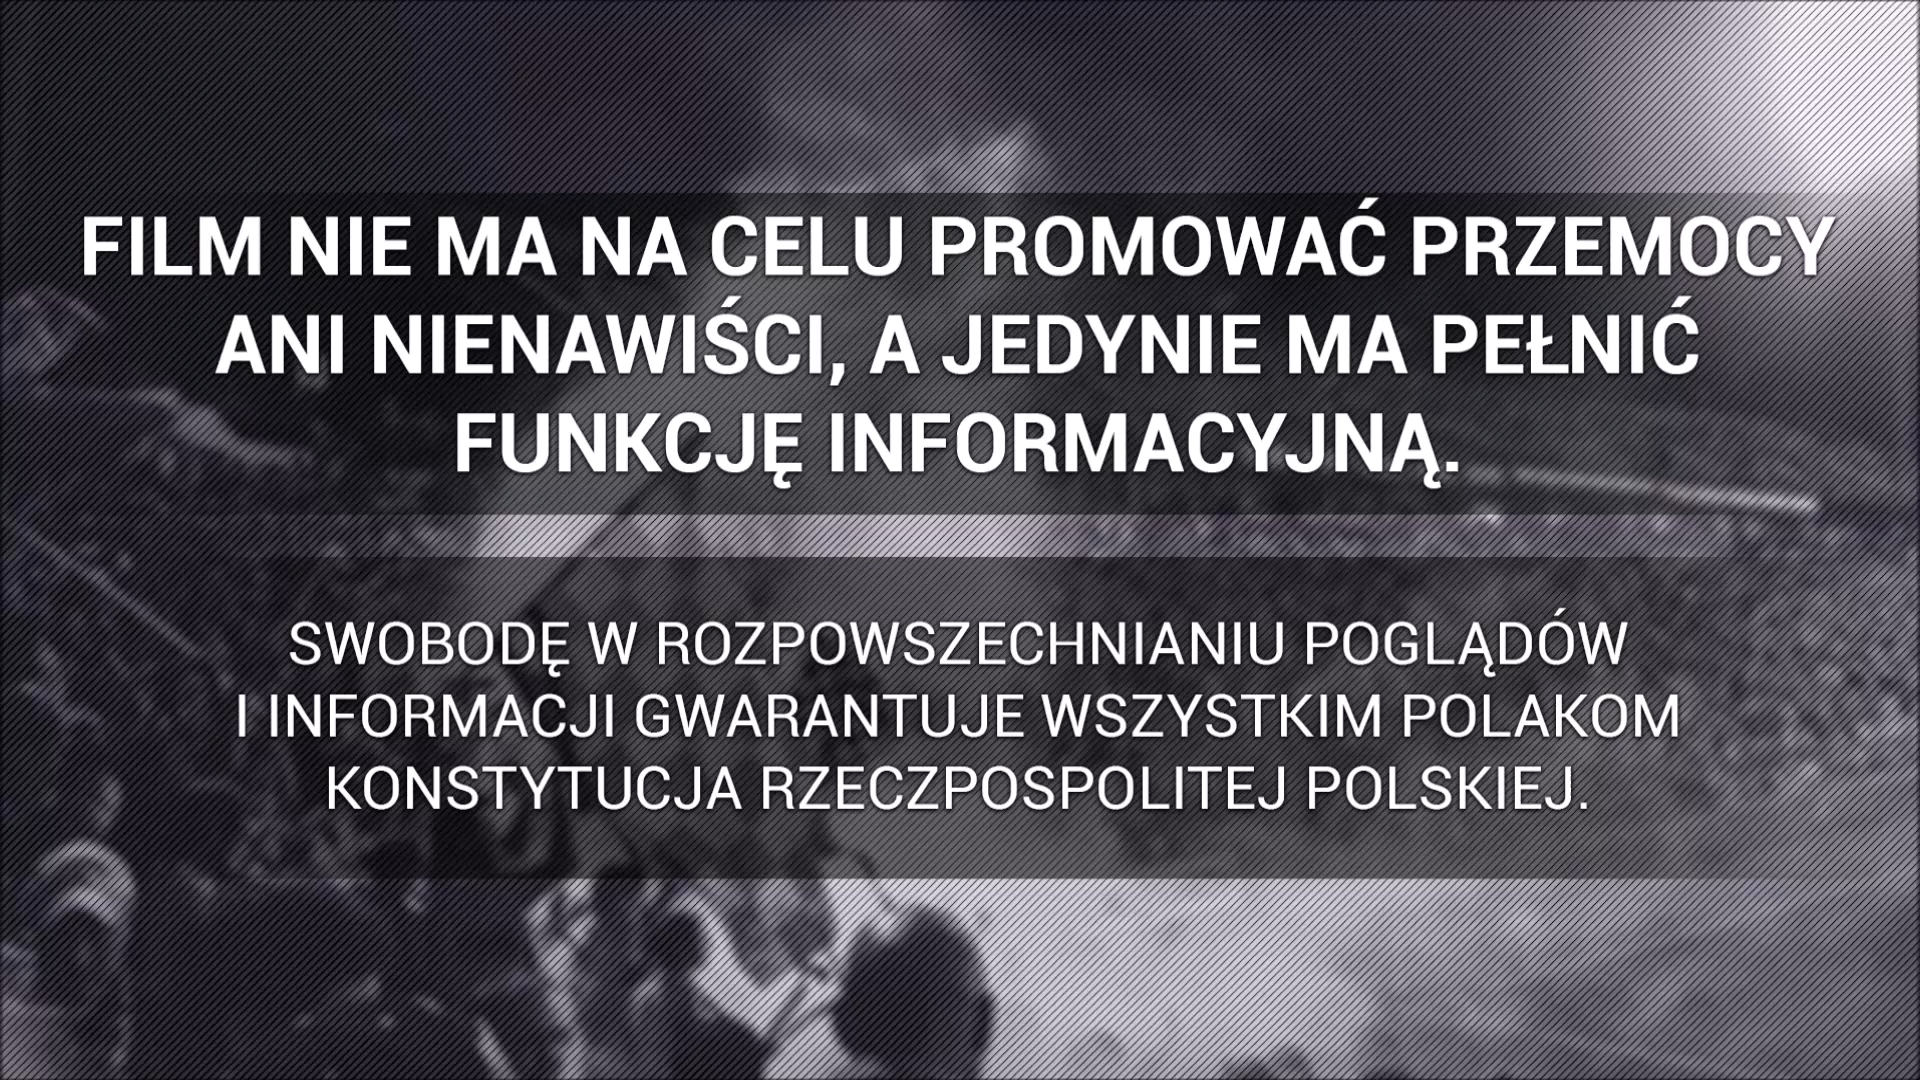 FILM NIE MA NA CELU PROMOWAĆ PRZEMOCY
ANI NIENAWIŚCI, A JEDYNIE MA PEŁNIĆ
FUNKCJĘ INFORMACYJNĄ.
SWOBODĘ W ROZPOWSZECHNIANIU POGLĄDÓW
I INFORMACJI GWARANTUJE WSZYSTKIM POLAKOM
KONSTYTUCJA RZECZPOSPOLITEJ POLSKIEJ.